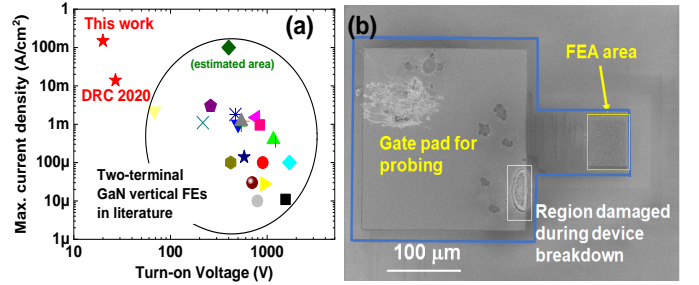 (a)
This work
DRC 2020
(estimated area)
Two-terminal
GaN vertical FEs
in literature
Max. current density (A/cm²)
100m
10m
1m
100µ
10µ
1µ
10
100
1000
Turn-on Voltage (V)
(b)
FEA area
Gate pad for
probing
Region damaged
during device
breakdown
100 µm